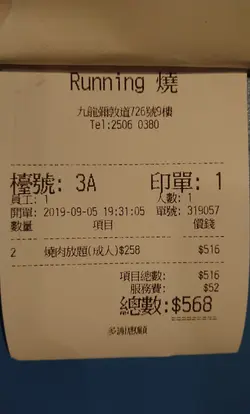 Running 燒
九龍彌敦道726號9樓
Tel:2506 0380
檯號: 3A 印單: 1
員工: 1 人數: 1
開單: 2019-09-05 19:31:05 單號: 319057
數量 項目 價錢
2 燒肉放題(成人)$258 $516
項目總數: $516
服務費: $52
總數:$568
多謝惠顧